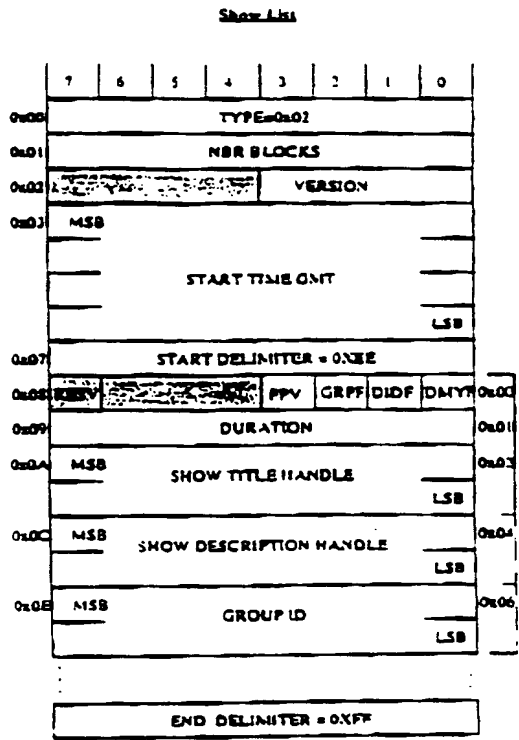 Show List
7 6 5 4 3 2 1 0
0x00 TYPE=0x02
0x01 NBR BLOCKS
0x02 VERSION
0x03 MSB
START TIME GMT
LSB
0x07 START DELIMITER = 0XEE
0x08 RESV PPV GRPF DIDF DMYF 0x00
0x09 DURATION 0x01
0x0A MSB SHOW TITLE HANDLE 0x03
LSB
0x0C MSB SHOW DESCRIPTION HANDLE 0x04
LSB
0x0E MSB GROUP ID 0x06
LSB
END DELIMITER = 0XFF